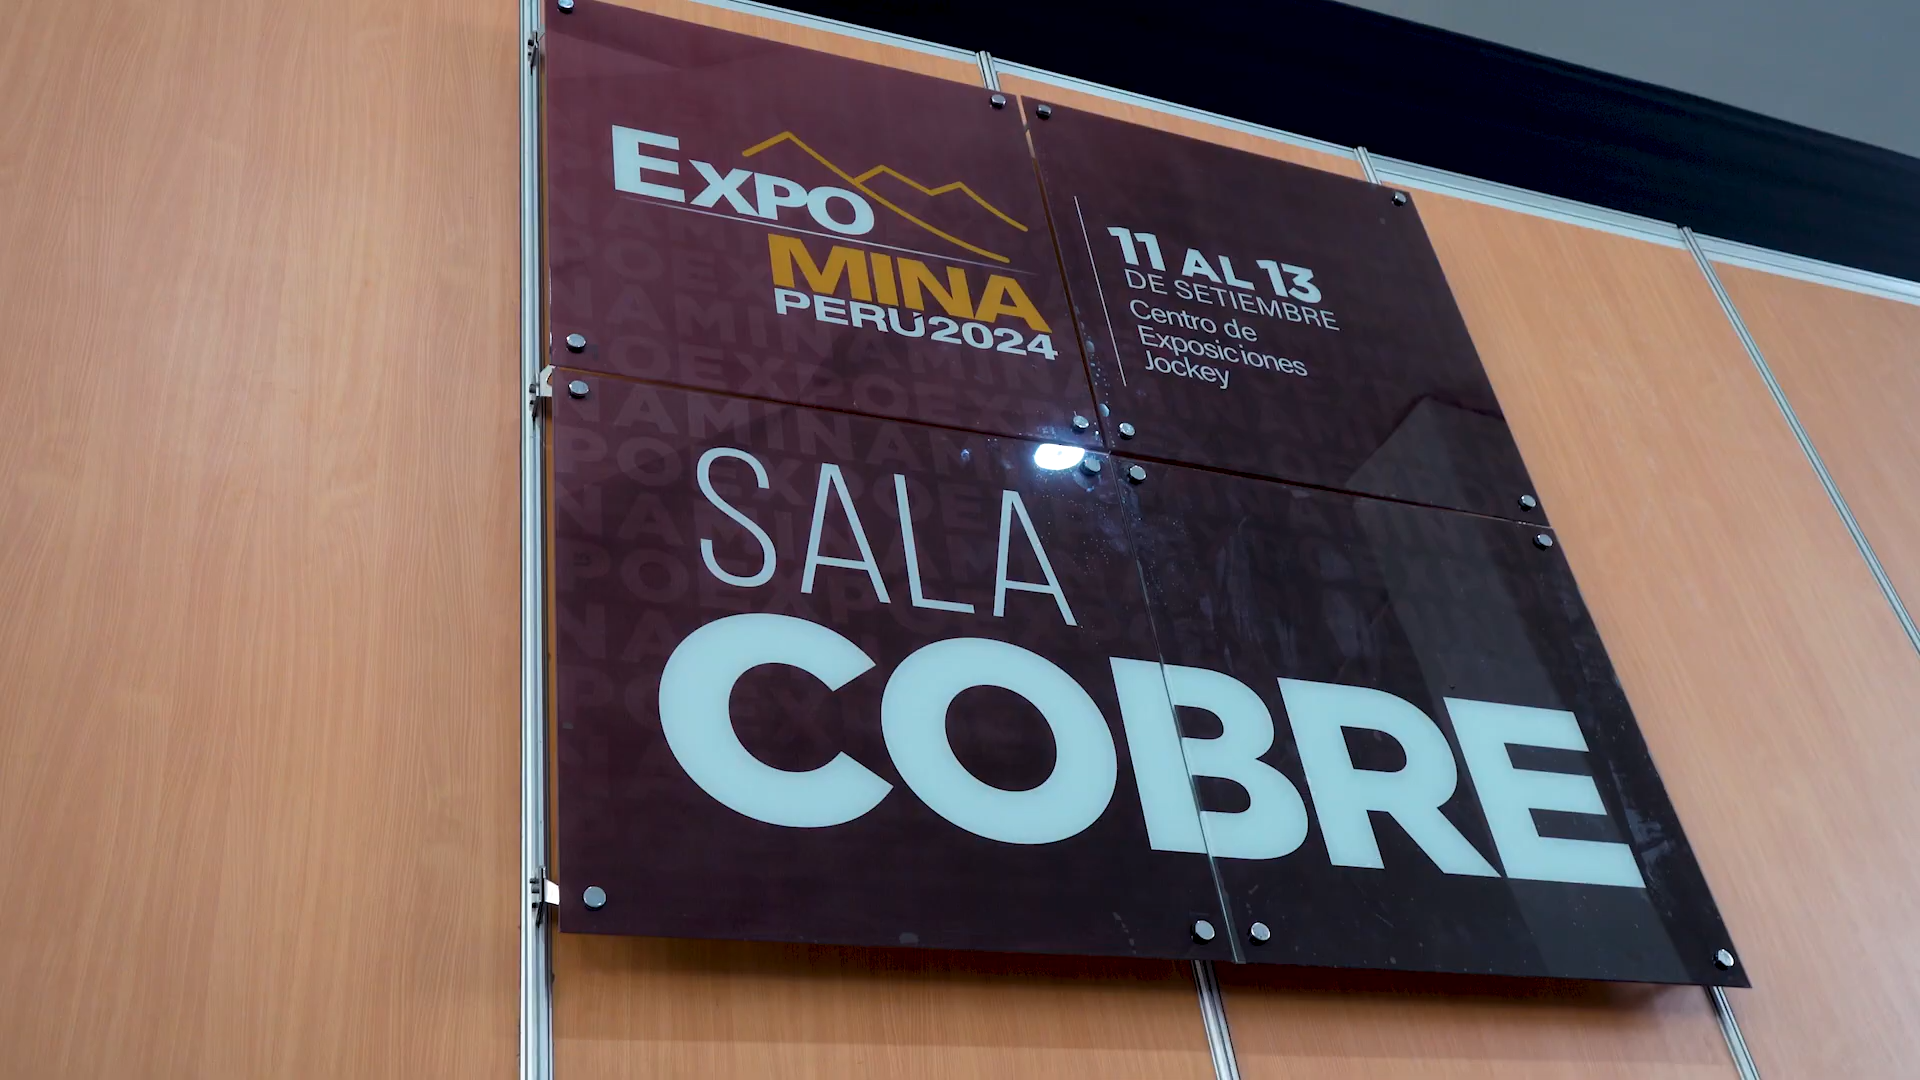 EXPO
MINA
PERÚ2024
11 AL 13
DE SETIEMBRE
Centro de
Exposiciones
Jockey
SALA
COBRE